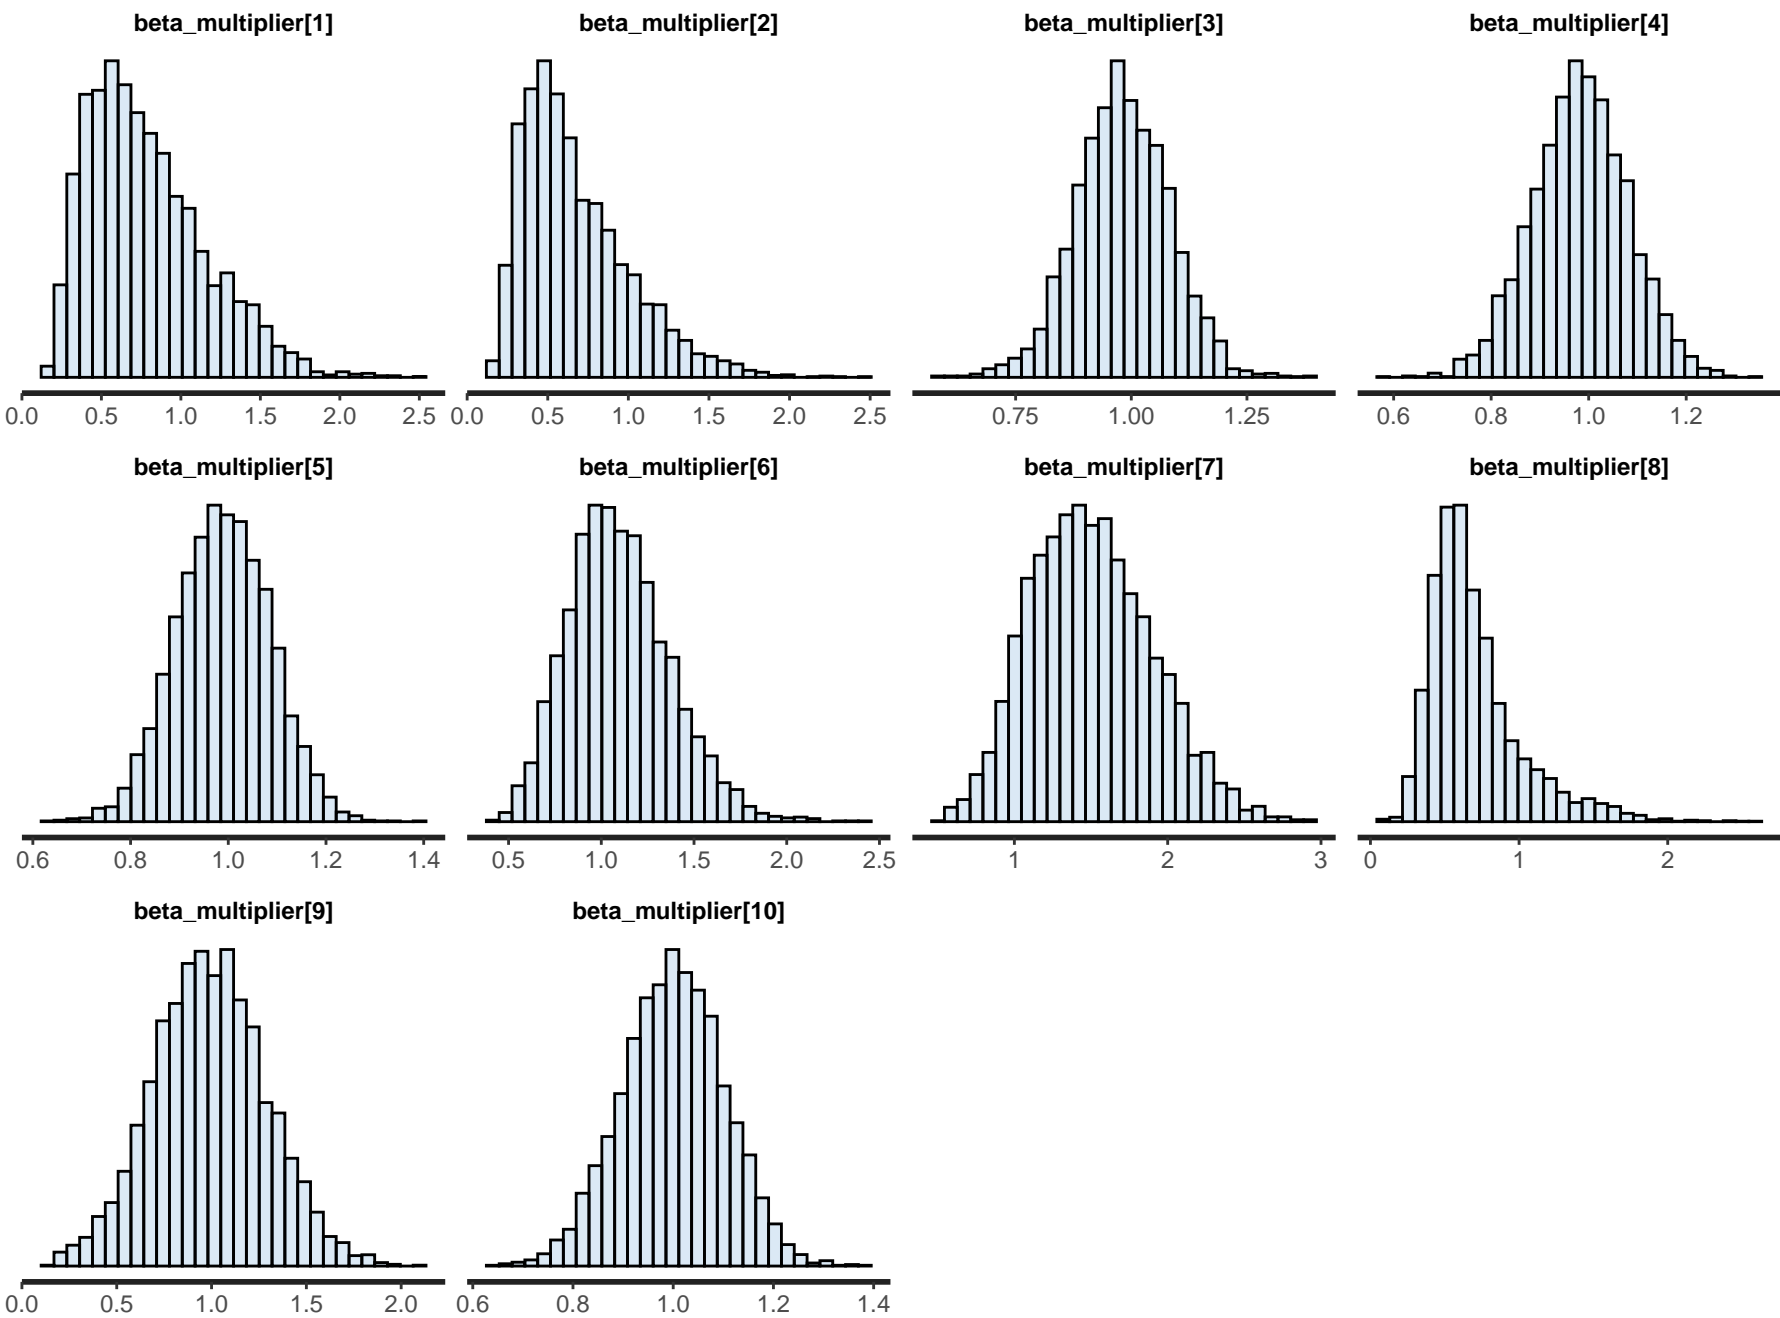 beta_multiplier[1] beta_multiplier[2] beta_multiplier[3] beta_multiplier[4]
0.0 0.5 1.0 1.5 2.0 2.5 0.0 0.5 1.0 1.5 2.0 2.5 0.75 1.00 1.25 0.6 0.8 1.0 1.2
beta_multiplier[5] beta_multiplier[6] beta_multiplier[7] beta_multiplier[8]
0.6 0.8 1.0 1.2 1.4 0.5 1.0 1.5 2.0 2.5 1 2 3 0 1 2
beta_multiplier[9] beta_multiplier[10]
0.0 0.5 1.0 1.5 2.0 0.6 0.8 1.0 1.2 1.4